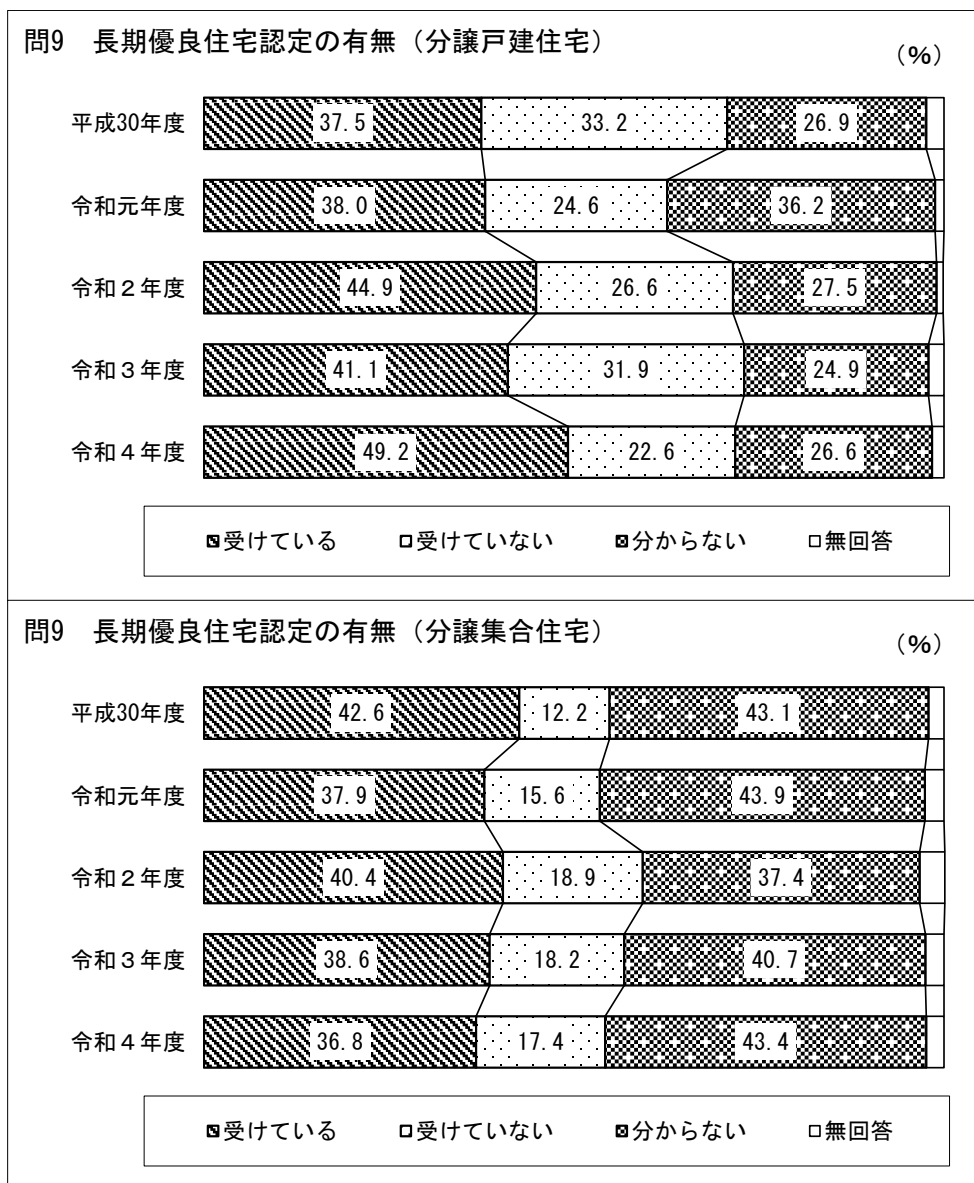 問9　長期優良住宅認定の有無（分譲戸建住宅）
（％）
平成30年度 37.5 33.2 26.9
令和元年度 38.0 24.6 36.2
令和２年度 44.9 26.6 27.5
令和３年度 41.1 31.9 24.9
令和４年度 49.2 22.6 26.6
受けている 受けていない 分からない 無回答
問9　長期優良住宅認定の有無（分譲集合住宅）
（％）
平成30年度 42.6 12.2 43.1
令和元年度 37.9 15.6 43.9
令和２年度 40.4 18.9 37.4
令和３年度 38.6 18.2 40.7
令和４年度 36.8 17.4 43.4
受けている 受けていない 分からない 無回答